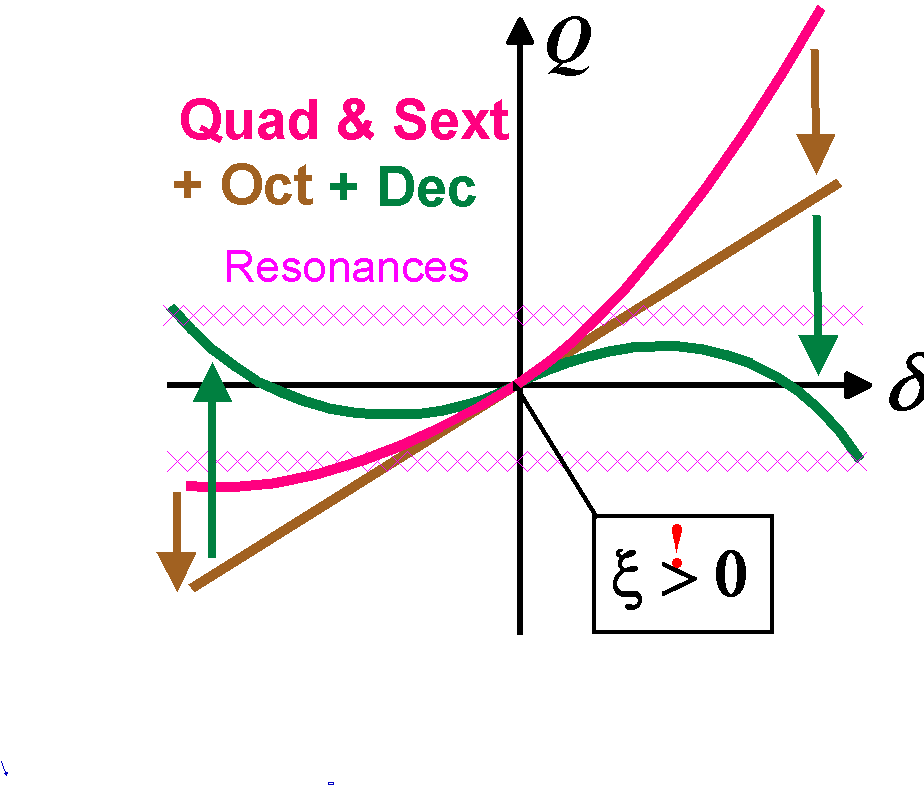 Q
Quad & Sext
+ Oct + Dec
Resonances
δ
!
ξ > 0